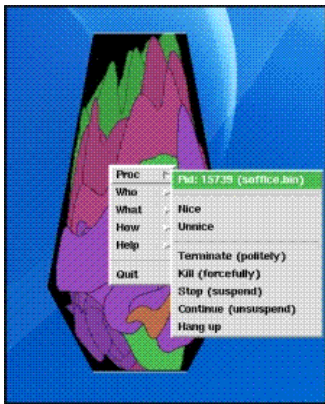 Proc
Who
What
How
Help
Quit
Pid: 15739 (soffice.bin)
Nice
Unnice
Terminate (politely)
Kill (forcefully)
Stop (suspend)
Continue (unsuspend)
Hang up